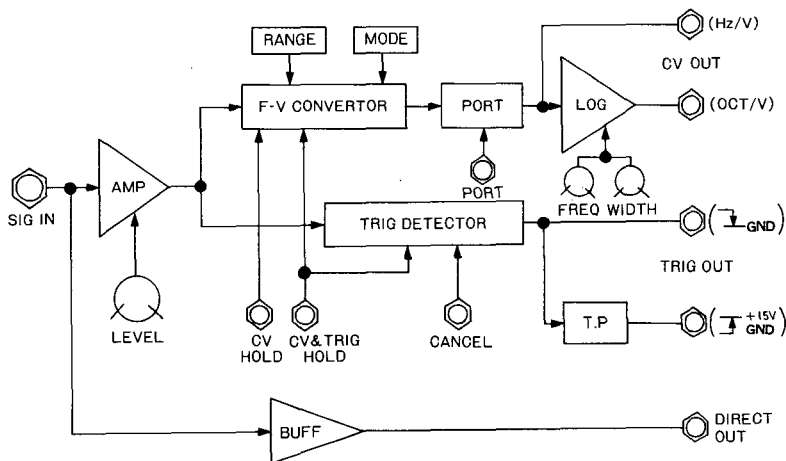 RANGE
MODE
(Hz/V)
CV OUT
F-V CONVERTOR
PORT
LOG
(OCT/V)
AMP
SIG IN
PORT
FREQ WIDTH
TRIG DETECTOR
GND
TRIG OUT
LEVEL
CV
HOLD
CV&TRIG
HOLD
CANCEL
T.P
+15V
GND
BUFF
DIRECT
OUT